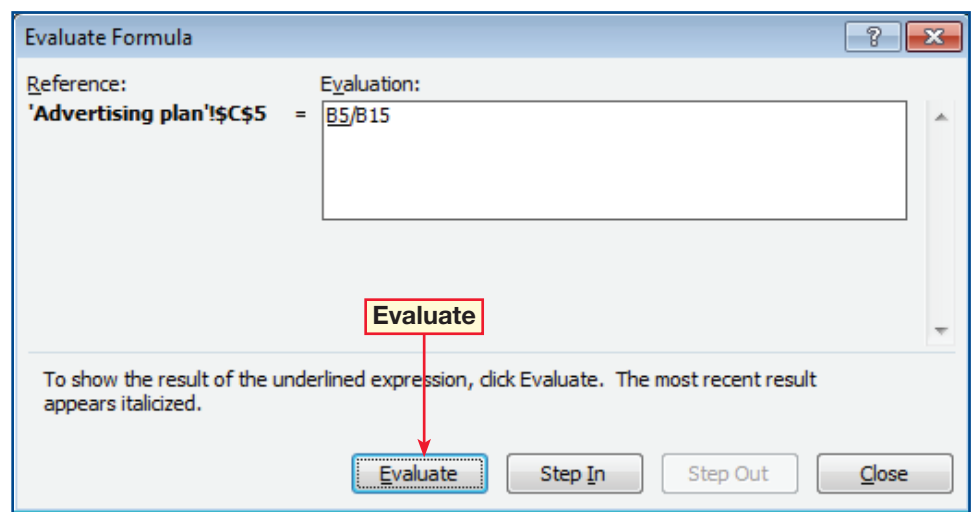 Evaluate Formula
Reference:
Evaluation:
'Advertising plan'!$C$5 = B5/B15
Evaluate
To show the result of the underlined expression, click Evaluate. The most recent result
appears italicized.
Evaluate
Step In
Step Out
Close